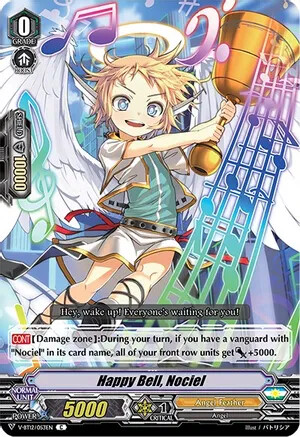 0
GRADE
BOOST
SHIELD 10000
Hey, wake up! Everyone's waiting for you!
CONT [Damage zone]:During your turn, if you have a vanguard with
"Nociel" in its card name, all of your front row units get +5000.
Happy Bell, Nociel
NORMAL UNIT
Angel Feather
Angel
V-BT12/053EN C
POWER 5000
1 CRITICAL
Illust / パトリシア